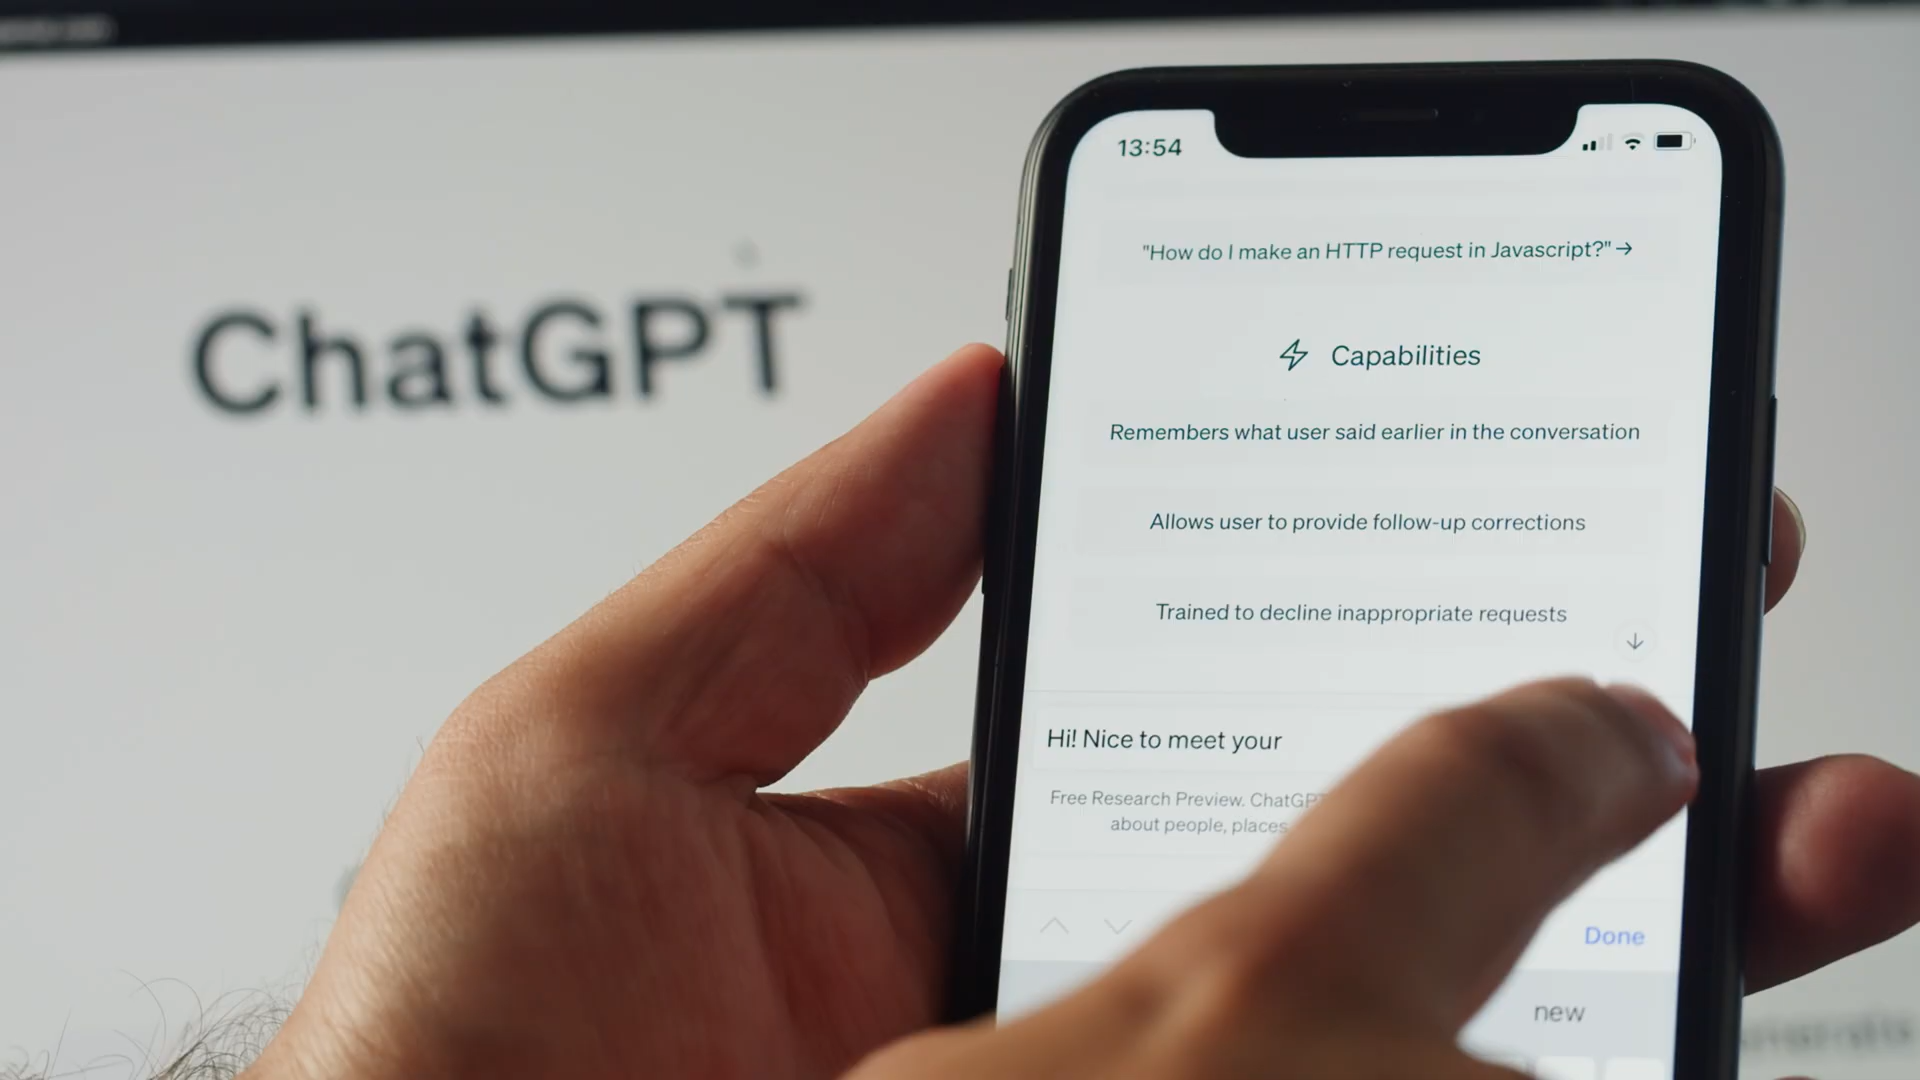 ChatGPT
13:54
"How do I make an HTTP request in Javascript?" →
Capabilities
Remembers what user said earlier in the conversation
Allows user to provide follow-up corrections
Trained to decline inappropriate requests
Hi! Nice to meet your
Free Research Preview. ChatGPT
about people, places
Done
new